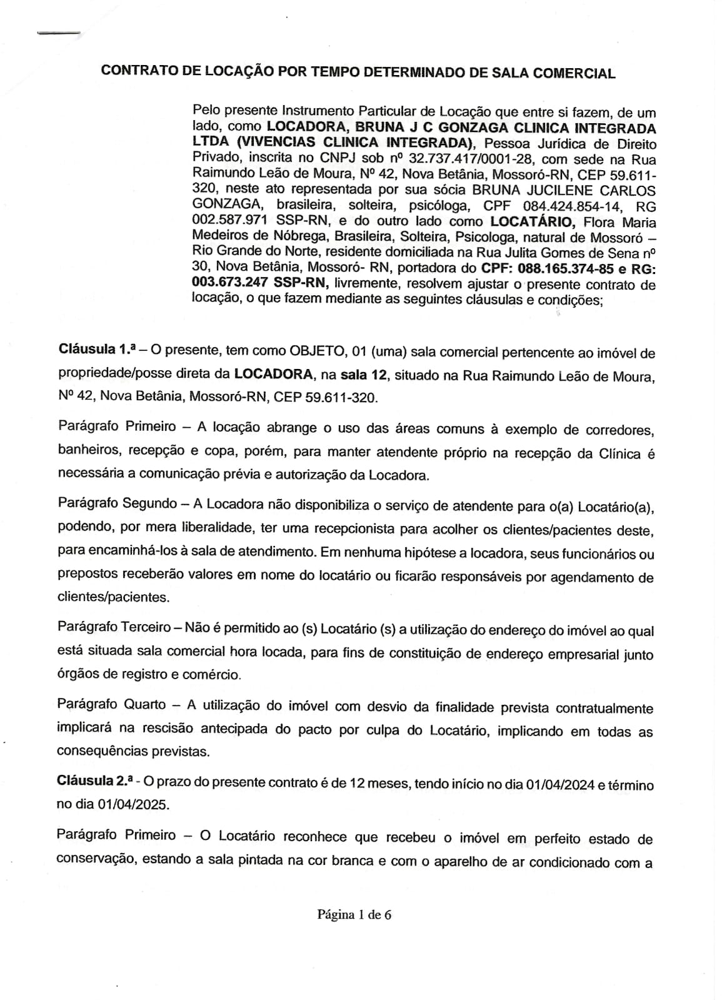 CONTRATO DE LOCAÇÃO POR TEMPO DETERMINADO DE SALA COMERCIAL
Pelo presente Instrumento Particular de Locação que entre si fazem, de um
lado, como LOCADORA, BRUNA J C GONZAGA CLINICA INTEGRADA
LTDA (VIVENCIAS CLINICA INTEGRADA), Pessoa Jurídica de Direito
Privado, inscrita no CNPJ sob nº 32.737.417/0001-28, com sede na Rua
Raimundo Leão de Moura, Nº 42, Nova Betânia, Mossoró-RN, CEP 59.611-
320, neste ato representada por sua sócia BRUNA JUCILENE CARLOS
GONZAGA, brasileira, solteira, psicóloga, CPF 084.424.854-14, RG
002.587.971 SSP-RN, e do outro lado como LOCATÁRIO, Flora Maria
Medeiros de Nóbrega, Brasileira, Solteira, Psicologa, natural de Mossoró –
Rio Grande do Norte, residente domiciliada na Rua Julita Gomes de Sena nº
30, Nova Betânia, Mossoró- RN, portadora do CPF: 088.165.374-85 e RG:
003.673.247 SSP-RN, livremente, resolvem ajustar o presente contrato de
locação, o que fazem mediante as seguintes cláusulas e condições;
Cláusula 1.ª – O presente, tem como OBJETO, 01 (uma) sala comercial pertencente ao imóvel de
propriedade/posse direta da LOCADORA, na sala 12, situado na Rua Raimundo Leão de Moura,
Nº 42, Nova Betânia, Mossoró-RN, CEP 59.611-320.
Parágrafo Primeiro – A locação abrange o uso das áreas comuns à exemplo de corredores,
banheiros, recepção e copa, porém, para manter atendente próprio na recepção da Clínica é
necessária a comunicação prévia e autorização da Locadora.
Parágrafo Segundo – A Locadora não disponibiliza o serviço de atendente para o(a) Locatário(a),
podendo, por mera liberalidade, ter uma recepcionista para acolher os clientes/pacientes deste,
para encaminhá-los à sala de atendimento. Em nenhuma hipótese a locadora, seus funcionários ou
prepostos receberão valores em nome do locatário ou ficarão responsáveis por agendamento de
clientes/pacientes.
Parágrafo Terceiro – Não é permitido ao (s) Locatário (s) a utilização do endereço do imóvel ao qual
está situada sala comercial hora locada, para fins de constituição de endereço empresarial junto
órgãos de registro e comércio.
Parágrafo Quarto – A utilização do imóvel com desvio da finalidade prevista contratualmente
implicará na rescisão antecipada do pacto por culpa do Locatário, implicando em todas as
consequências previstas.
Cláusula 2.ª - O prazo do presente contrato é de 12 meses, tendo início no dia 01/04/2024 e término
no dia 01/04/2025.
Parágrafo Primeiro – O Locatário reconhece que recebeu o imóvel em perfeito estado de
conservação, estando a sala pintada na cor branca e com o aparelho de ar condicionado com a
Página 1 de 6